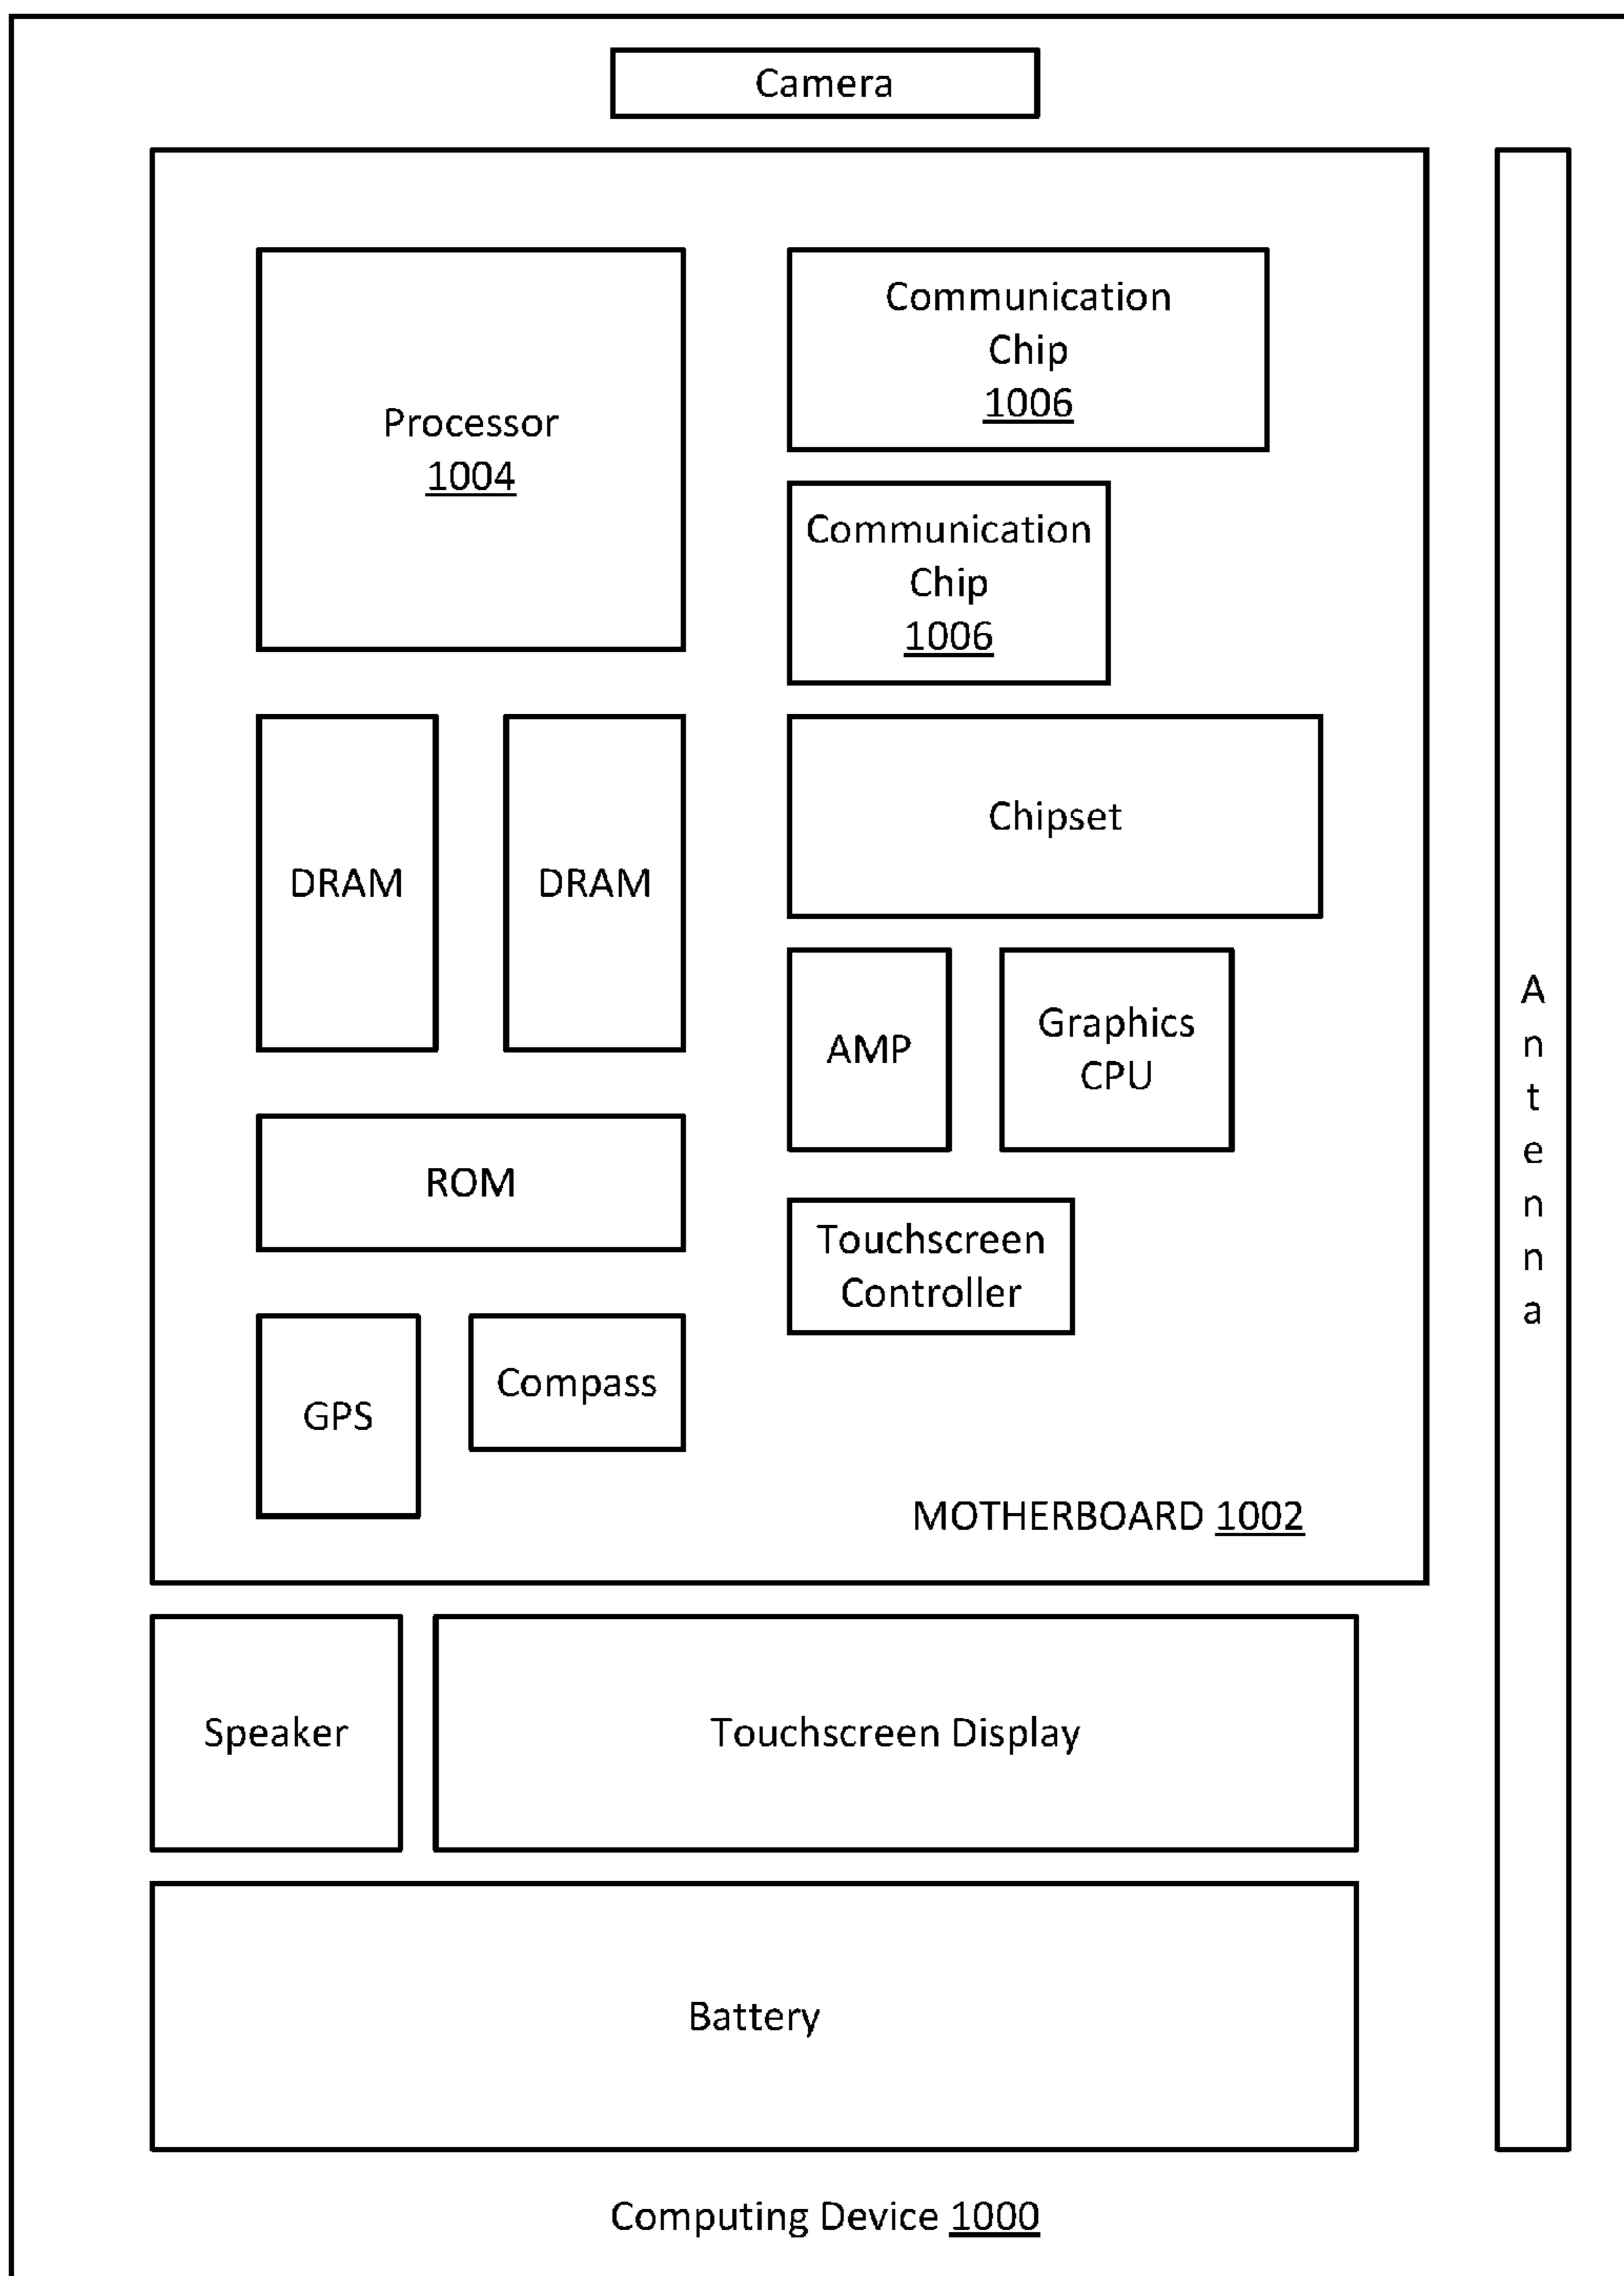 Camera
Processor
1004
Communication
Chip
1006
Communication
Chip
1006
DRAM
DRAM
Chipset
AMP
Graphics
CPU
ROM
Touchscreen
Controller
GPS
Compass
MOTHERBOARD 1002
Antenna
Speaker
Touchscreen Display
Battery
Computing Device 1000